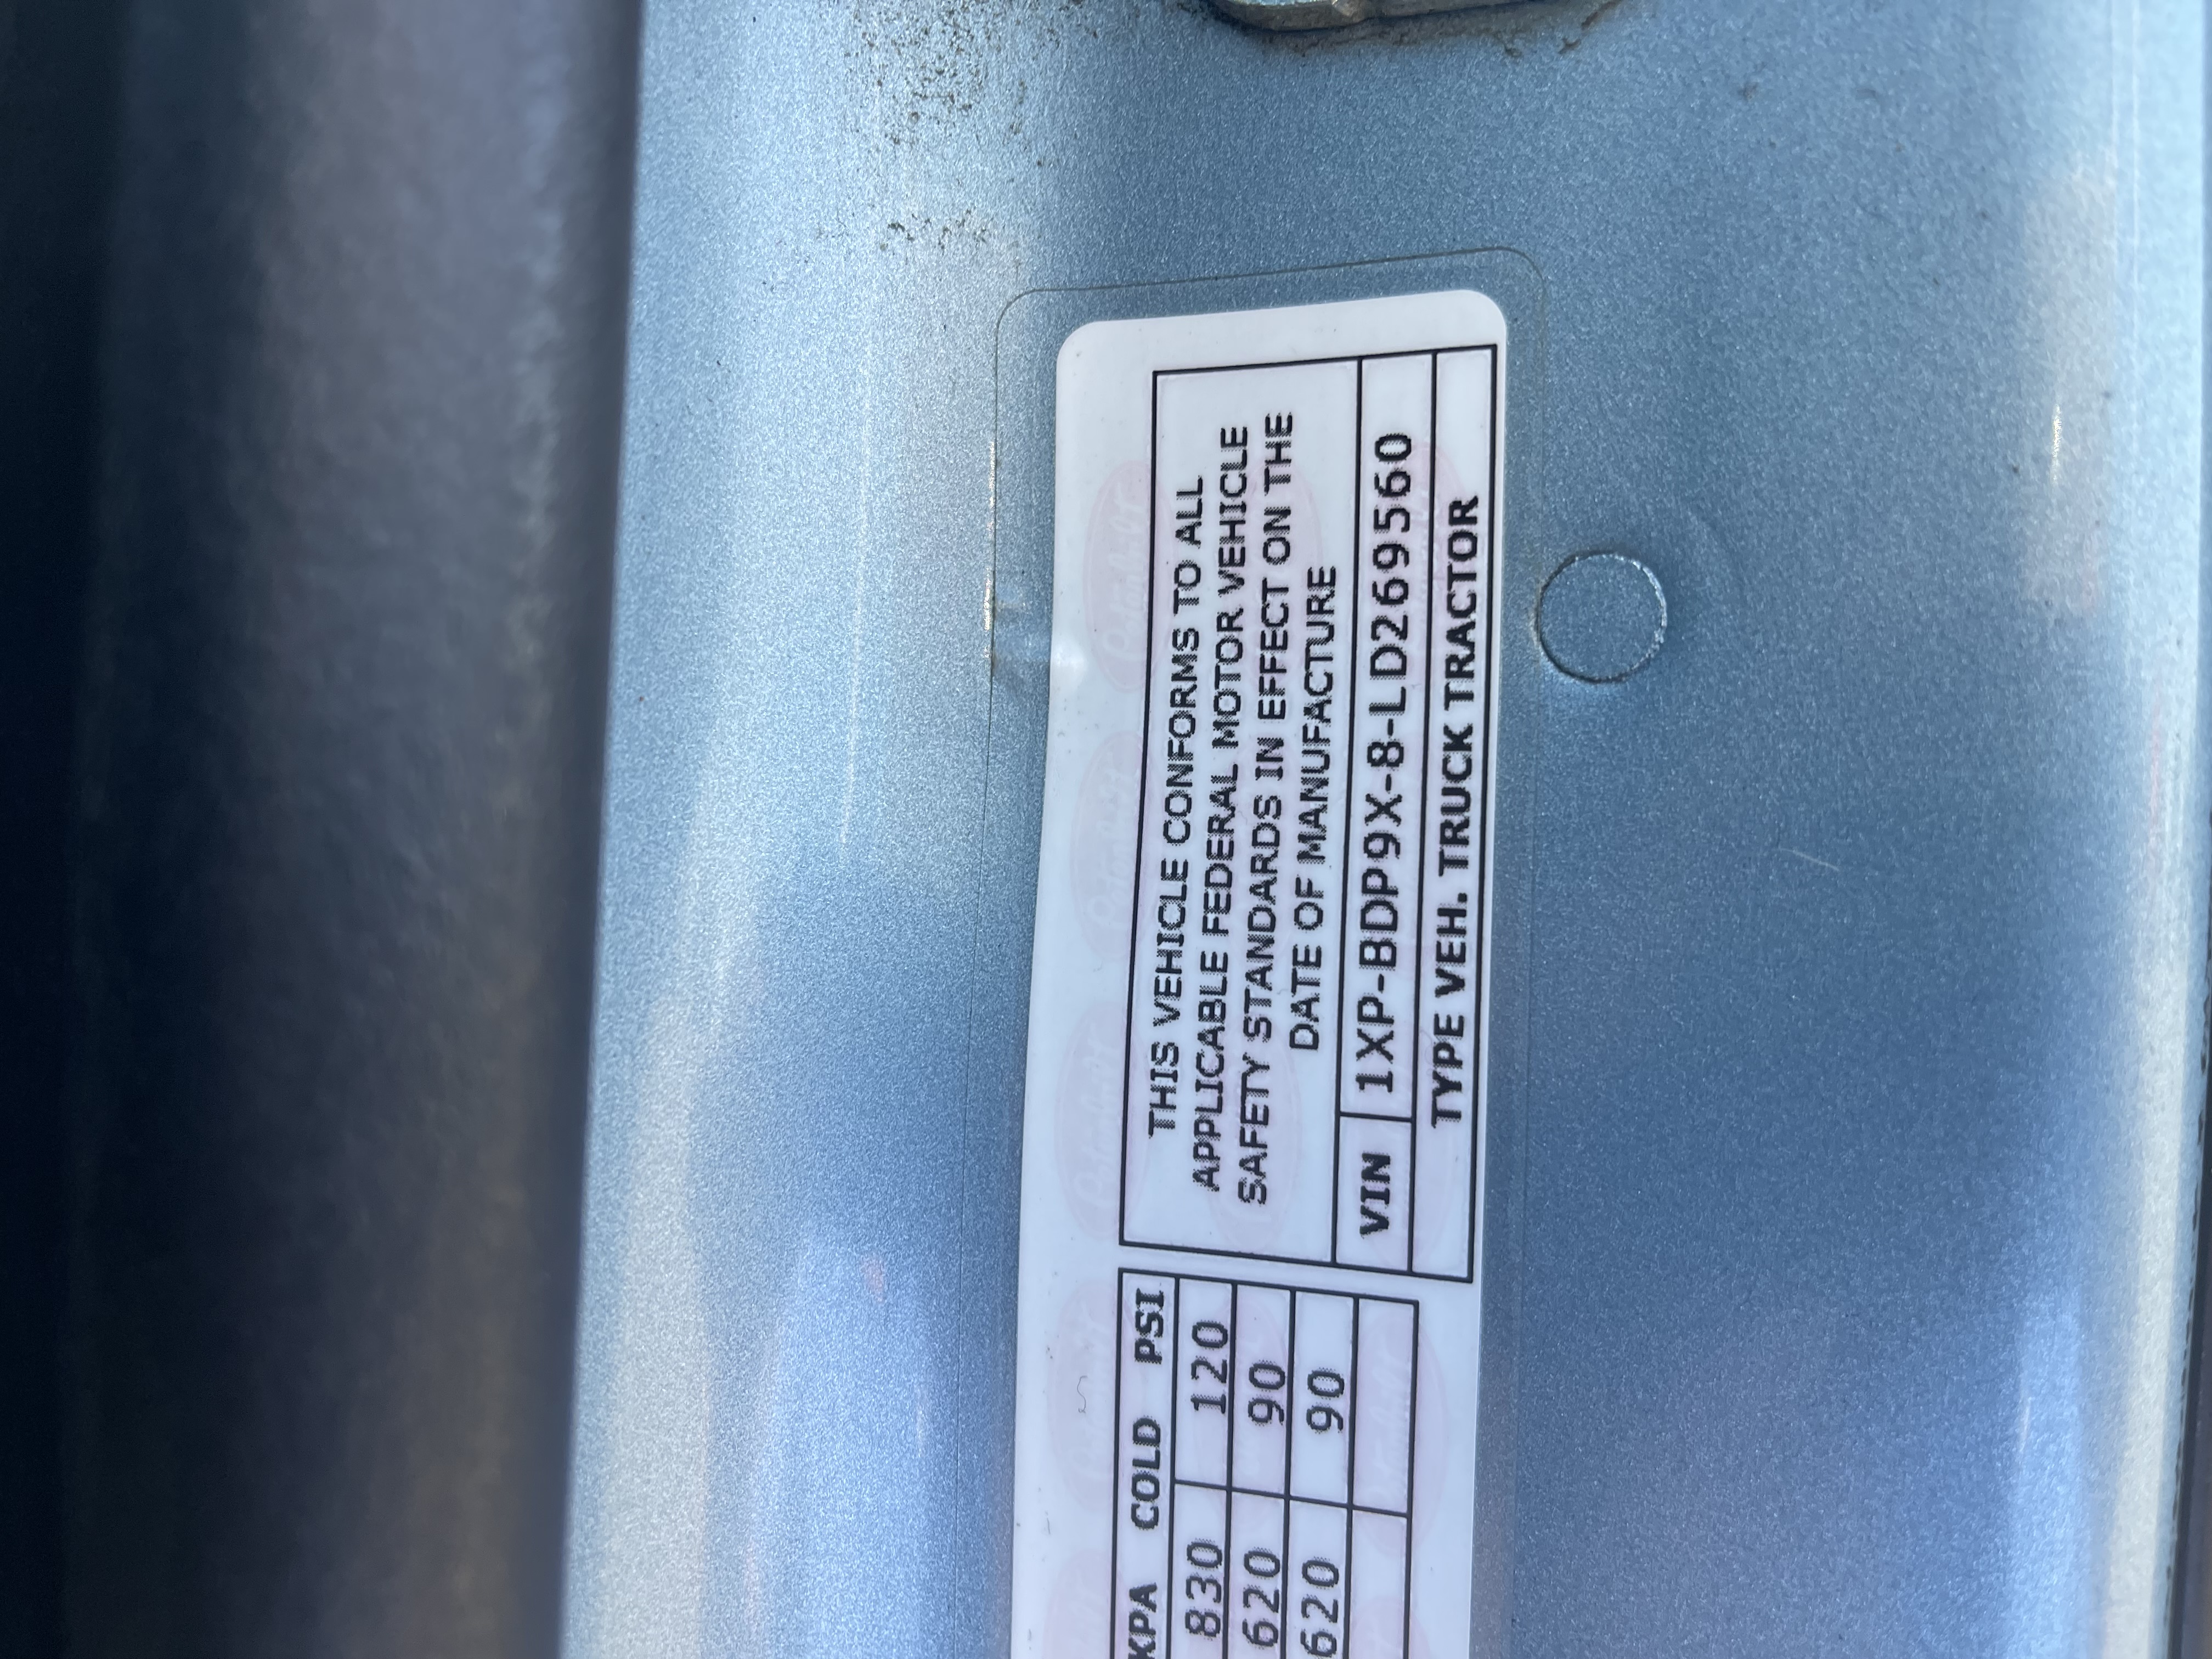 KPA COLD PSI
830 120
620 90
620 90
THIS VEHICLE CONFORMS TO ALL
APPLICABLE FEDERAL MOTOR VEHICLE
SAFETY STANDARDS IN EFFECT ON THE
DATE OF MANUFACTURE
VIN 1XP-BDP9X-8-LD269560
TYPE VEH. TRUCK TRACTOR